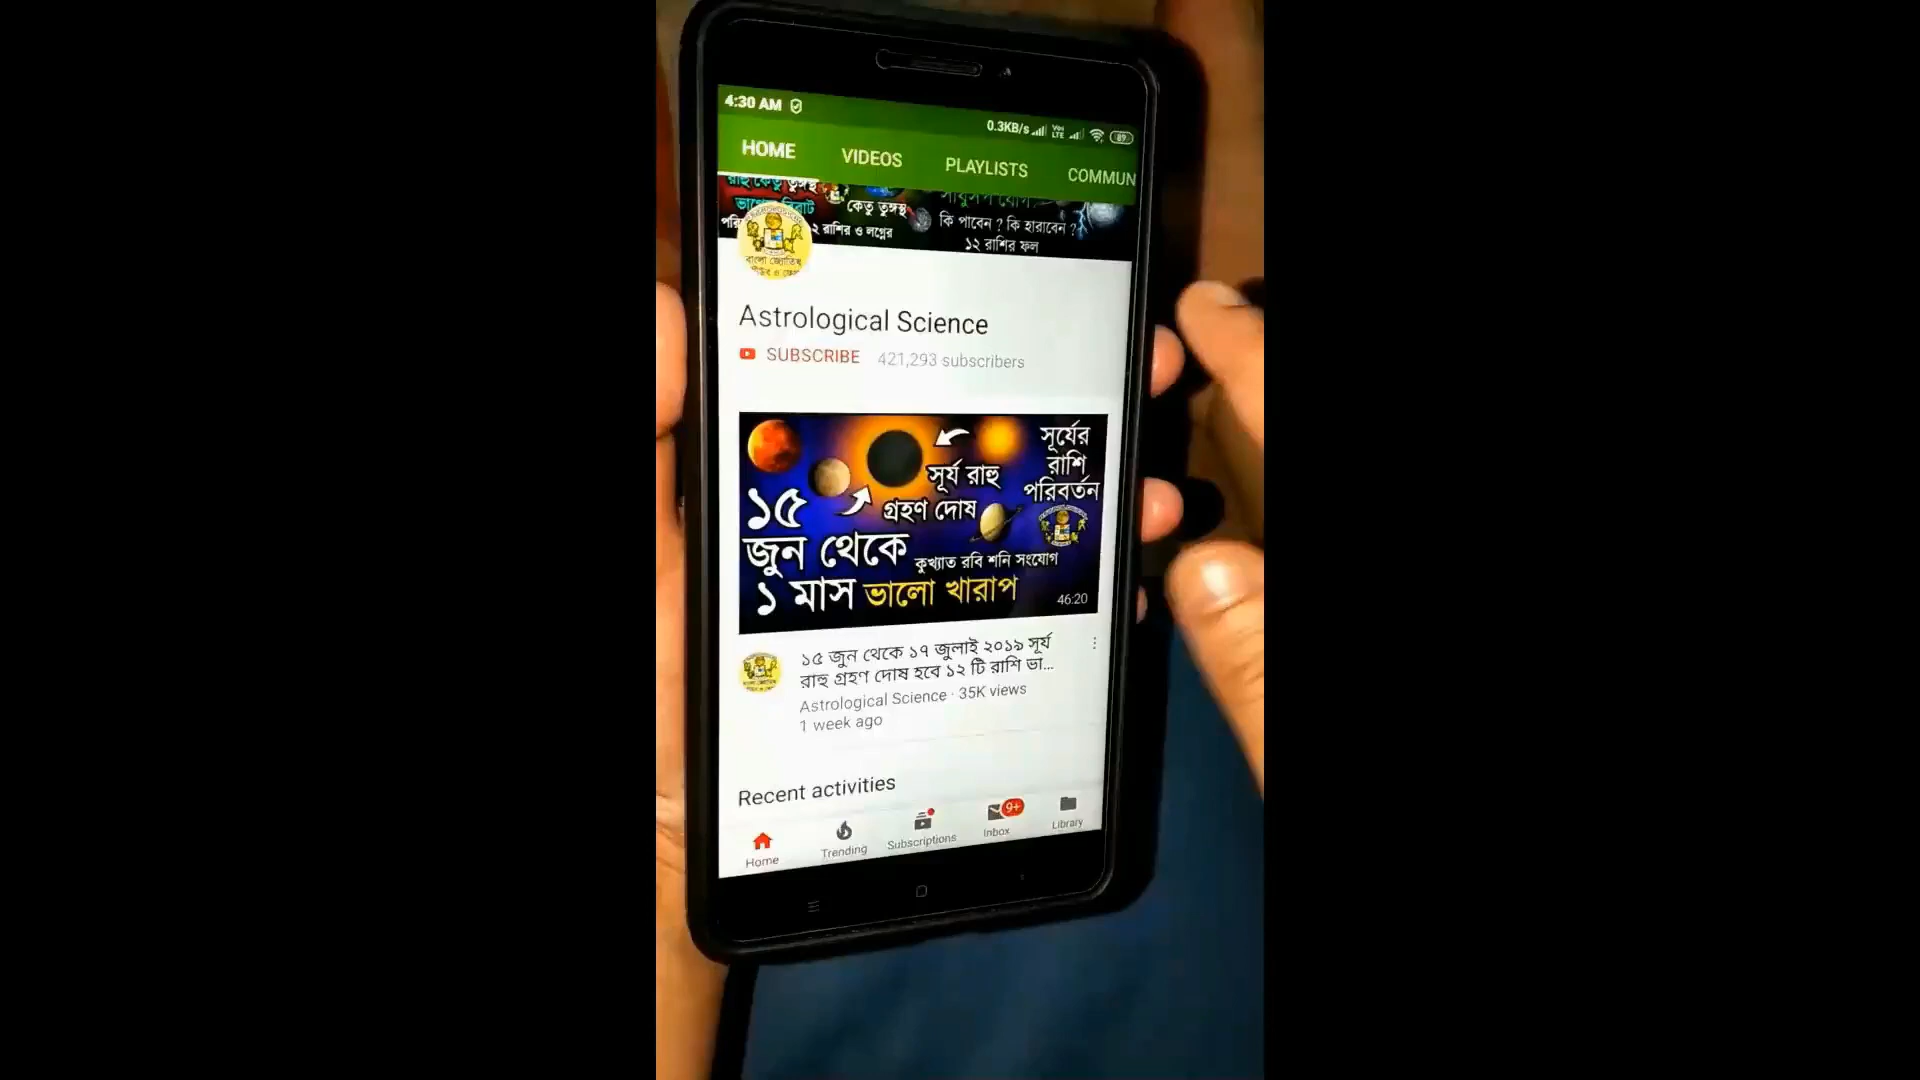 4:30 AM
0.3KB/s
89
HOME VIDEOS PLAYLISTS COMMUN
রাহু কেতু তুঙ্গস্থ
কেতু তুঙ্গস্থ
২ রাশির ও লগ্নের
কি পাবেন ? কি হারাবেন ?
১২ রাশির ফল
বাংলা জ্যোতিষ
Astrological Science
SUBSCRIBE 421,293 subscribers
সূর্যের
রাশি
পরিবর্তন
সূর্য রাহু
গ্রহণ দোষ
১৫
জুন থেকে
কুখ্যাত রবি শনি সংযোগ
১ মাস ভালো খারাপ
46:20
১৫ জুন থেকে ১৭ জুলাই ২০১৯ সূর্য
রাহু গ্রহণ দোষ হবে ১২ টি রাশি ভা...
Astrological Science · 35K views
1 week ago
Recent activities
9+
Home Trending Subscriptions Inbox Library